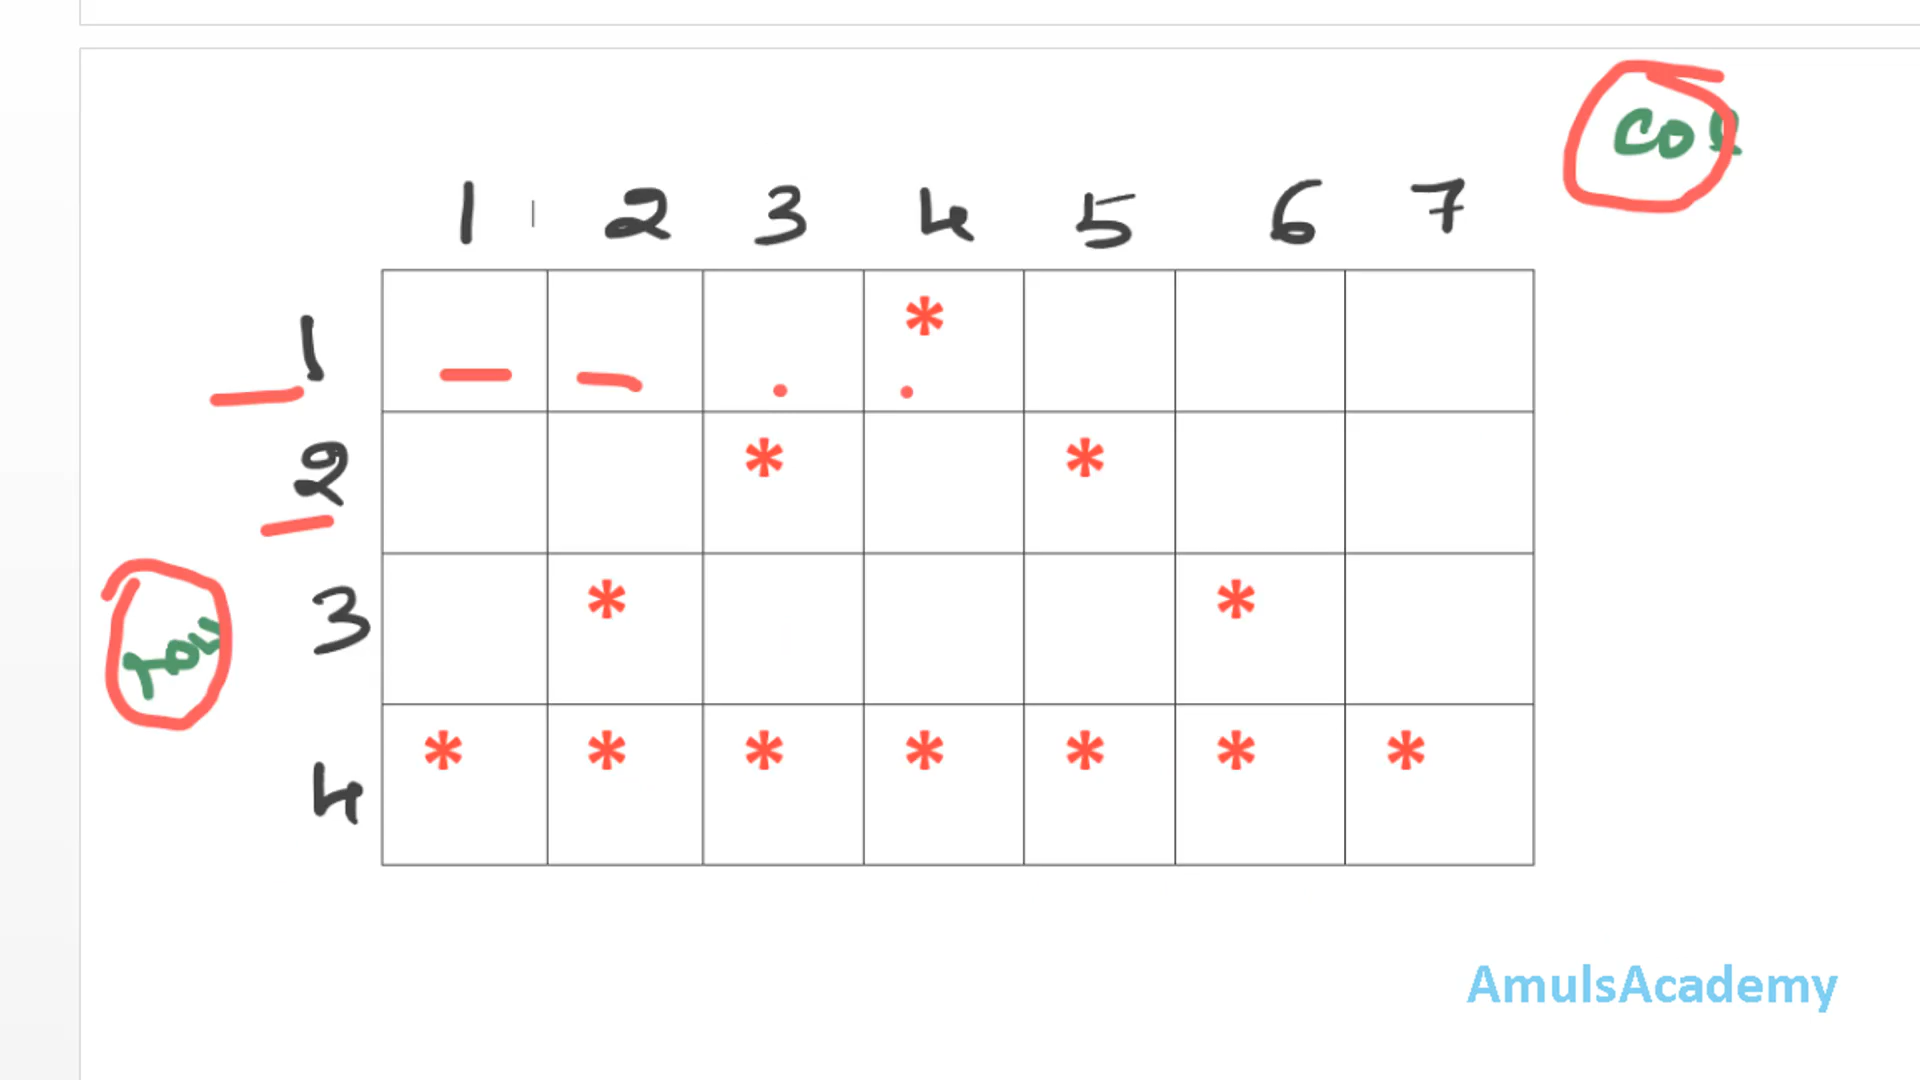 col
1 2 3 4 5 6 7
1 *
2 * *
3 * *
row
4 * * * * * * *
AmulsAcademy